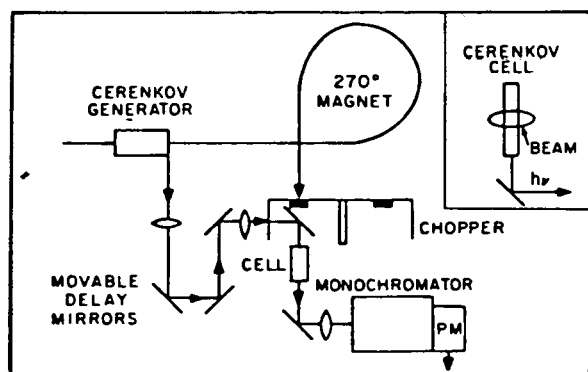 CERENKOV
GENERATOR
270°
MAGNET
CERENKOV
CELL
BEAM
hν
CHOPPER
CELL
MONOCHROMATOR
MOVABLE
DELAY
MIRRORS
PM